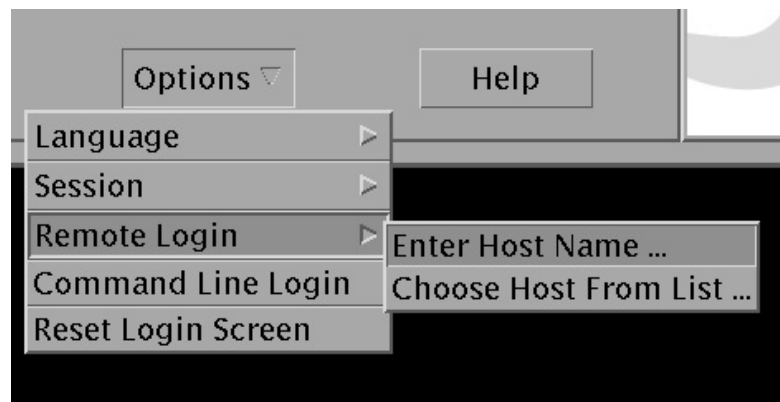 Options
Help
Language
Session
Remote Login
Enter Host Name ...
Command Line Login
Choose Host From List ...
Reset Login Screen